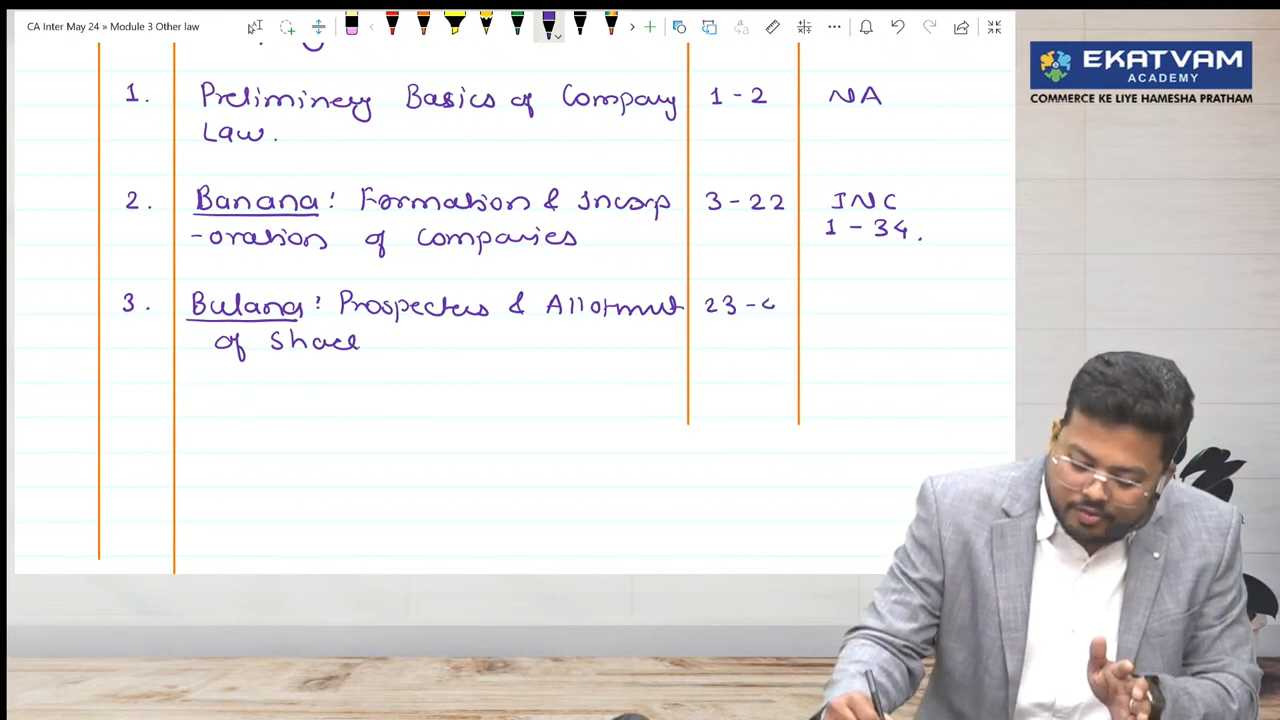 CA Inter May 24 » Module 3 Other law
EKATVAM
ACADEMY
COMMERCE KE LIYE HAMESHA PRATHAM
1. Preliminery Basics of Company Law. 1 - 2 NA
2. Banana: Formation & Incorp
-oration of Companies 3 - 22 INC
1 - 34.
3. Bulana: Prospectus & Allotment
of Share 23 -